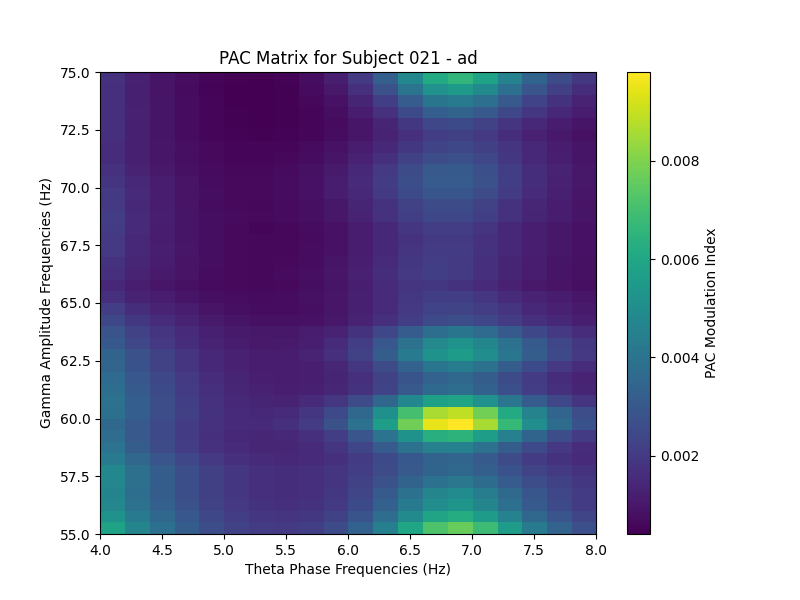 PAC Matrix for Subject 021 - ad
75.0
72.5
70.0
67.5
65.0
62.5
60.0
57.5
55.0
Gamma Amplitude Frequencies (Hz)
4.0 4.5 5.0 5.5 6.0 6.5 7.0 7.5 8.0
Theta Phase Frequencies (Hz)
0.008
0.006
0.004
0.002
PAC Modulation Index